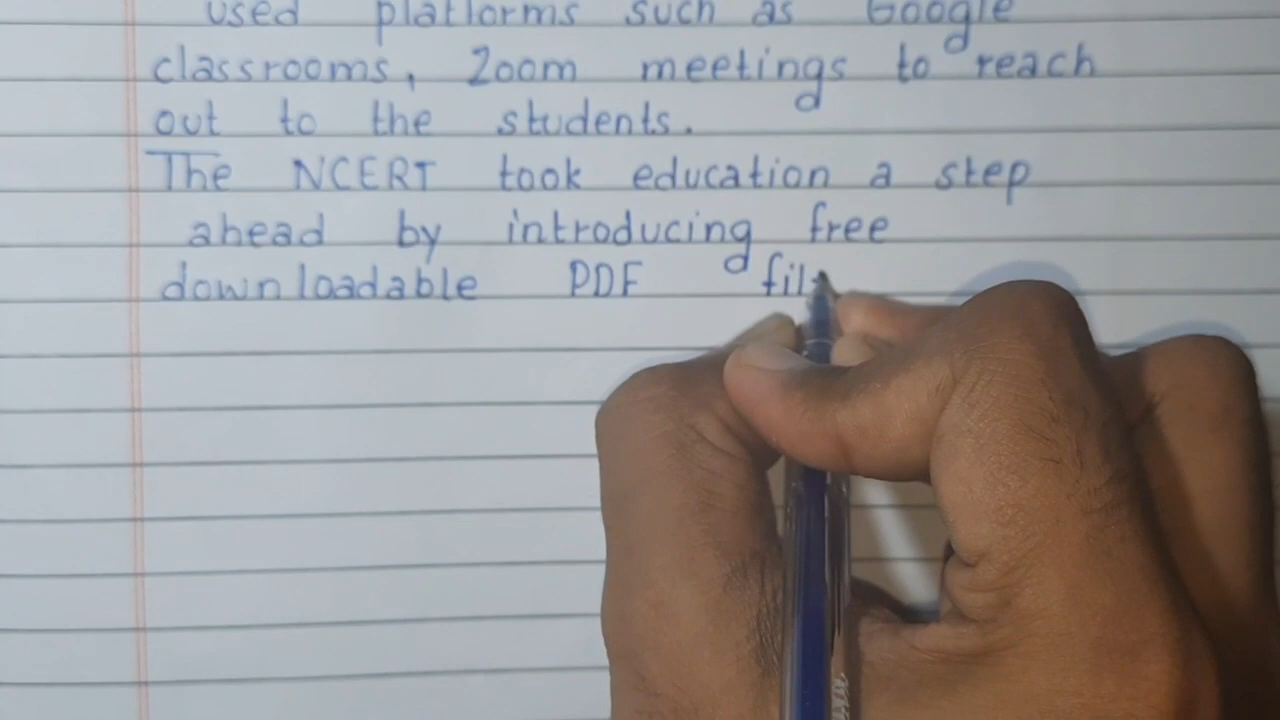 used platforms such as Google
classrooms, Zoom meetings to reach
out to the students.
The NCERT took education a step
ahead by introducing free
downloadable PDF